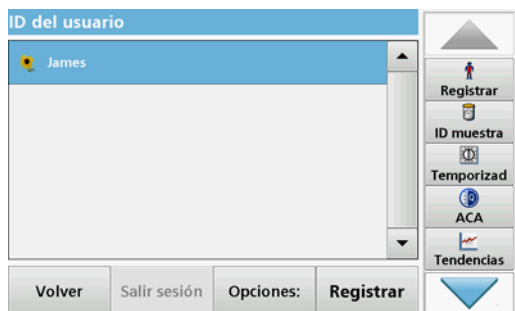 ID del usuario
James
Registrar
ID muestra
Temporizad
ACA
Tendencias
Volver
Salir sesión
Opciones:
Registrar